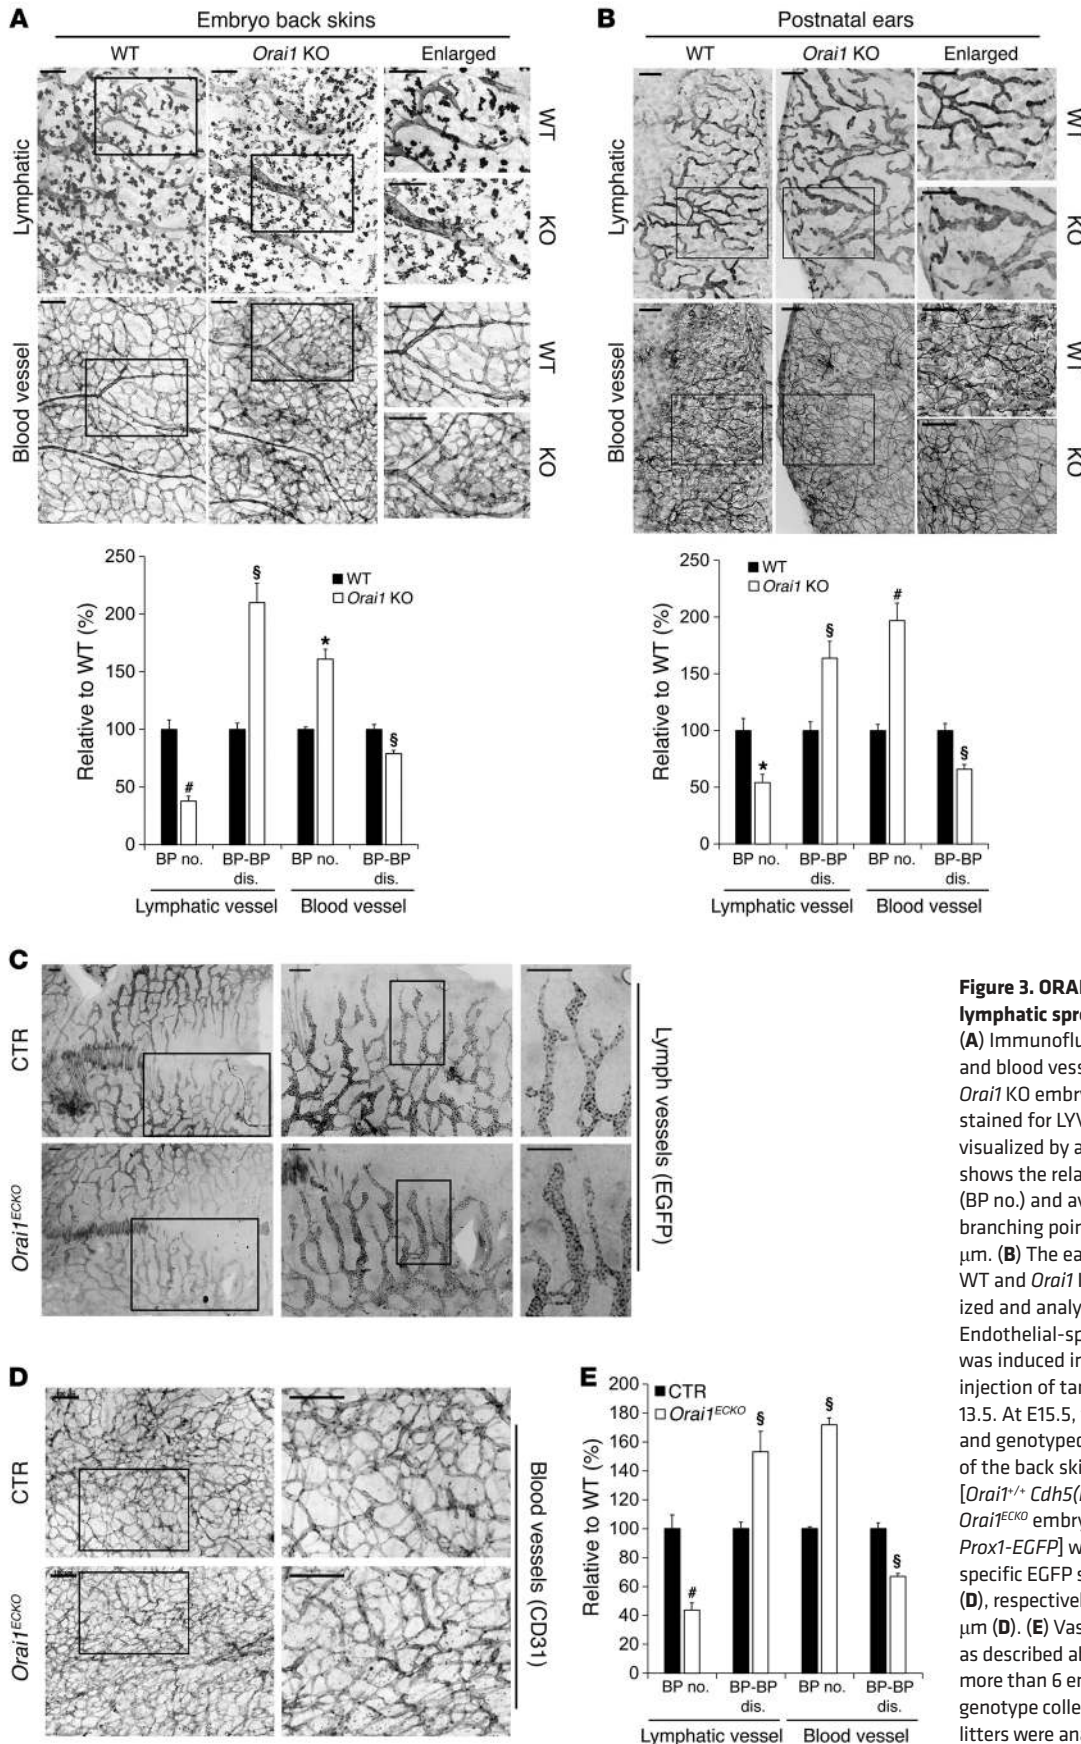 A
Embryo back skins
WT
Orai1 KO
Enlarged
Lymphatic
WT
KO
Blood vessel
WT
KO
250
200
150
100
50
0
Relative to WT (%)
WT
Orai1 KO
#
§
*
§
BP no.
BP-BP dis.
BP no.
BP-BP dis.
Lymphatic vessel
Blood vessel
B
Postnatal ears
WT
Orai1 KO
Enlarged
Lymphatic
WT
KO
Blood vessel
WT
KO
250
200
150
100
50
0
Relative to WT (%)
WT
Orai1 KO
*
§
#
§
BP no.
BP-BP dis.
BP no.
BP-BP dis.
Lymphatic vessel
Blood vessel
C
CTR
Orai1ECKO
Lymph vessels (EGFP)
D
CTR
Orai1ECKO
Blood vessels (CD31)
E
200
180
160
140
120
100
80
60
40
20
0
Relative to WT (%)
CTR
Orai1ECKO
#
§
§
§
BP no.
BP-BP dis.
BP no.
BP-BP dis.
Lymphatic vessel
Blood vessel
Figure 3. ORAI
lymphatic spro
(A) Immunoflu
and blood vess
Orai1 KO embry
stained for LYV
visualized by a
shows the rela
(BP no.) and av
branching poin
μm. (B) The ea
WT and Orai1
ized and analy
Endothelial-sp
was induced in
injection of tar
13.5. At E15.5,
and genotyped
of the back ski
[Orai1+/+ Cdh5(
Orai1ECKO embry
Prox1-EGFP] w
specific EGFP s
(D), respectively
μm (D). (E) Vas
as described al
more than 6 er
genotype colle
litters were an